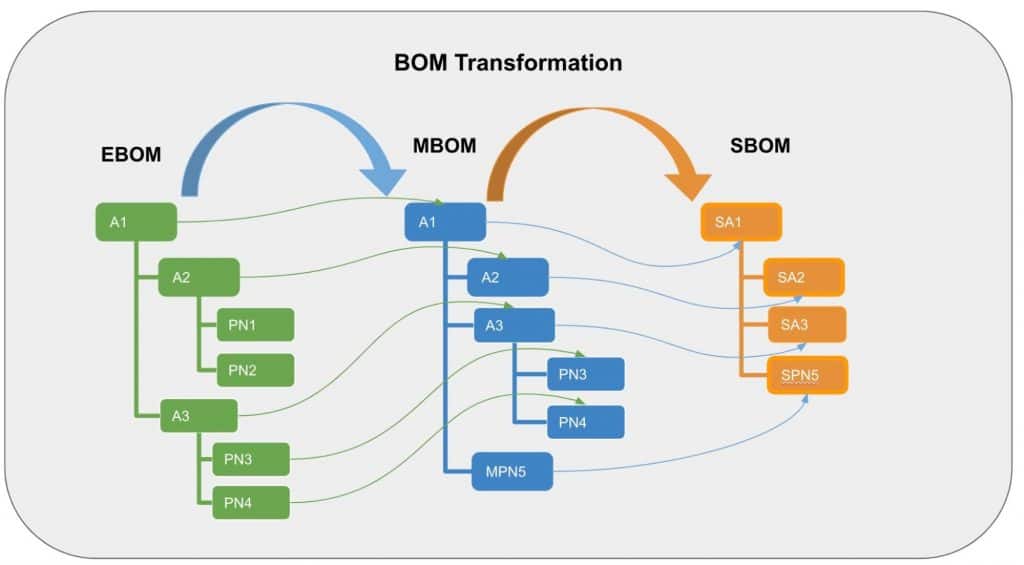 BOM Transformation
EBOM
MBOM
SBOM
A1
A2
PN1
PN2
A3
PN3
PN4
A1
A2
A3
PN3
PN4
MPN5
SA1
SA2
SA3
SPN5